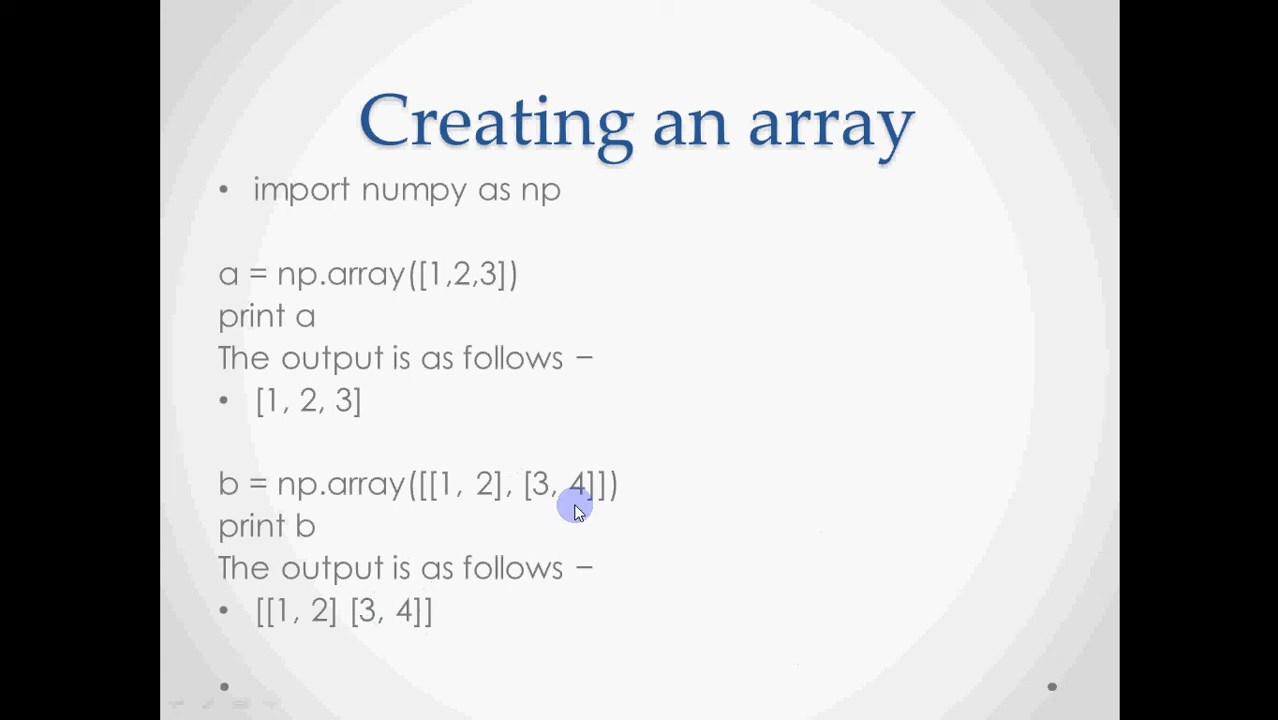 Creating an array
• import numpy as np
a = np.array([1,2,3])
print a
The output is as follows −
• [1, 2, 3]
b = np.array([[1, 2], [3, 4]])
print b
The output is as follows −
• [[1, 2] [3, 4]]